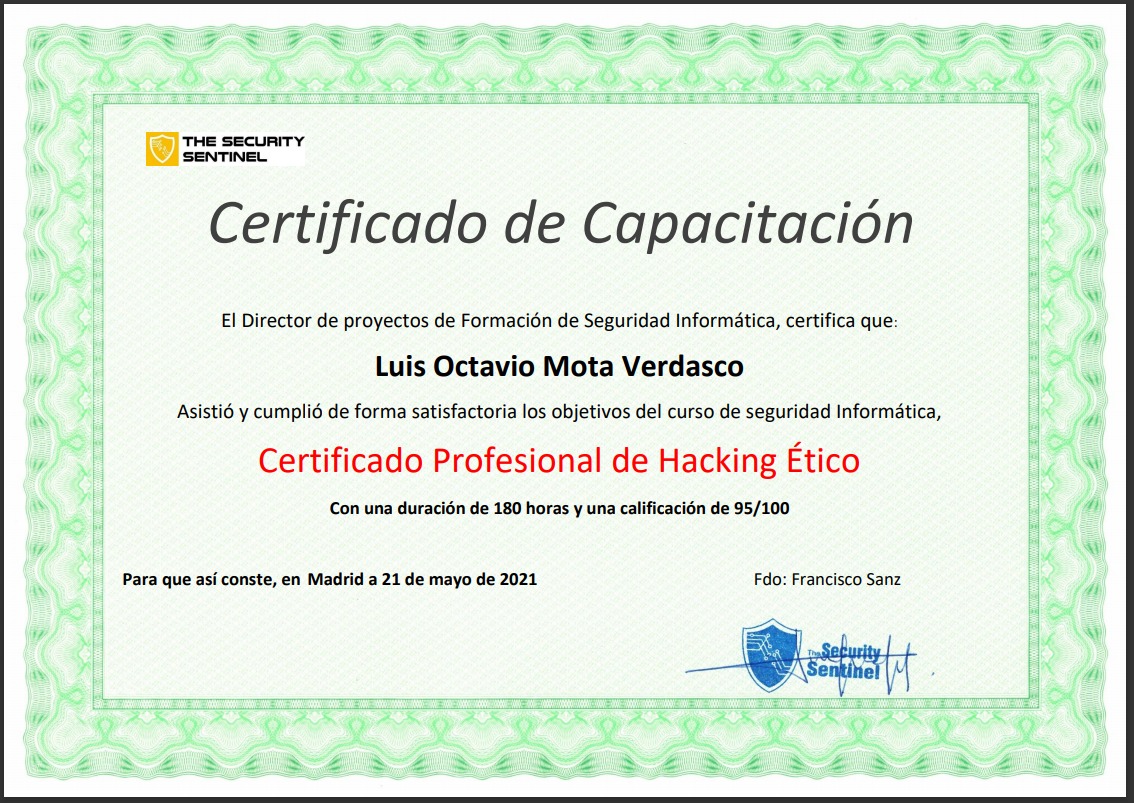 THE SECURITY
SENTINEL
Certificado de Capacitación
El Director de proyectos de Formación de Seguridad Informática, certifica que:
Luis Octavio Mota Verdasco
Asistió y cumplió de forma satisfactoria los objetivos del curso de seguridad Informática,
Certificado Profesional de Hacking Ético
Con una duración de 180 horas y una calificación de 95/100
Para que así conste, en Madrid a 21 de mayo de 2021
Fdo: Francisco Sanz
The Security
Sentinel